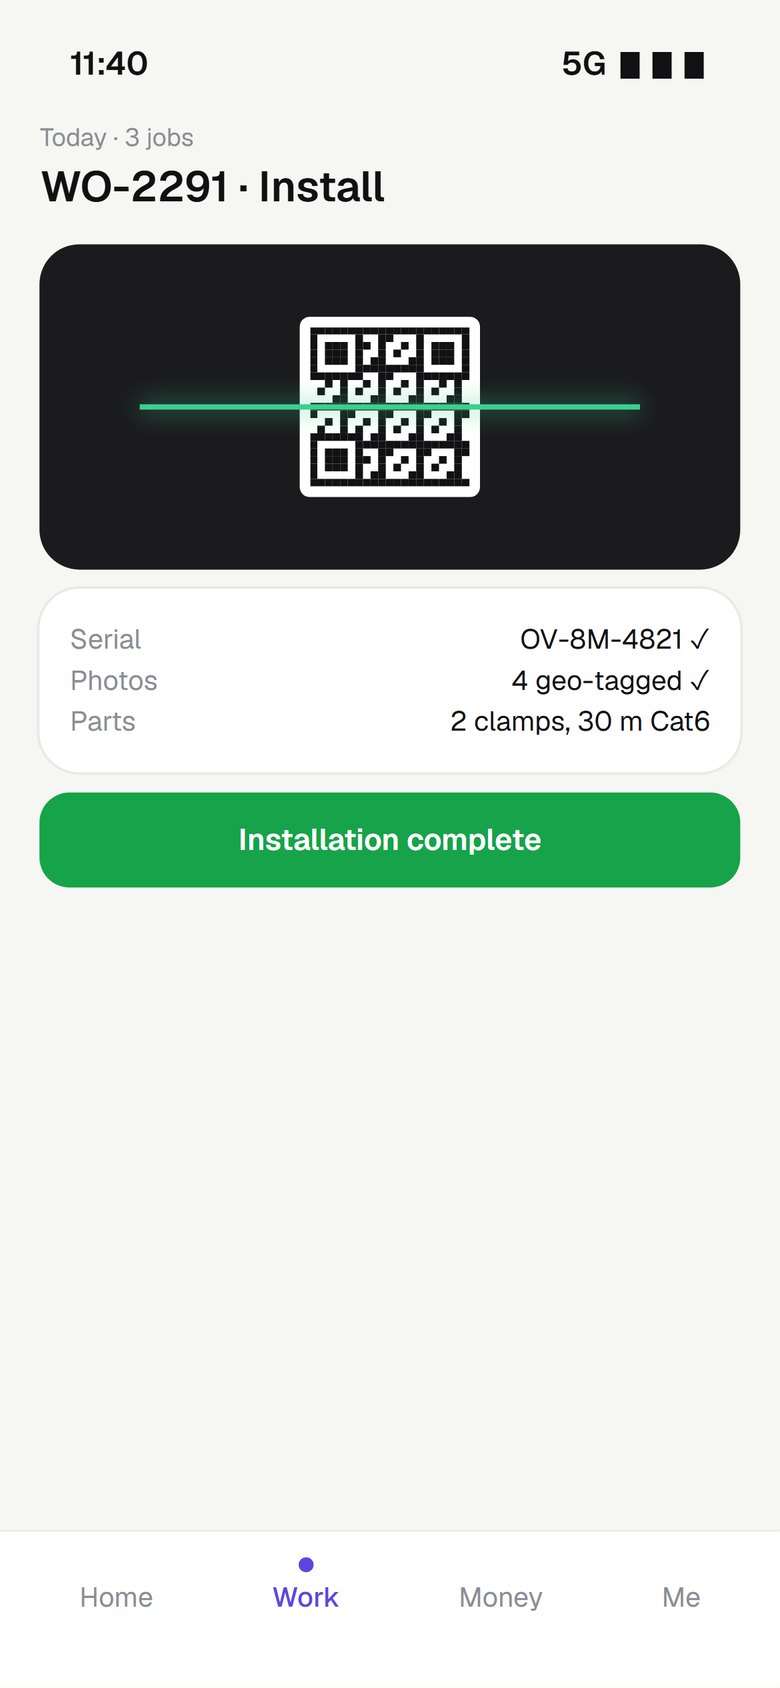 11:40 5G
Today · 3 jobs
WO-2291 · Install
Serial OV-8M-4821 ✓
Photos 4 geo-tagged ✓
Parts 2 clamps, 30 m Cat6
Installation complete
Home Work Money Me